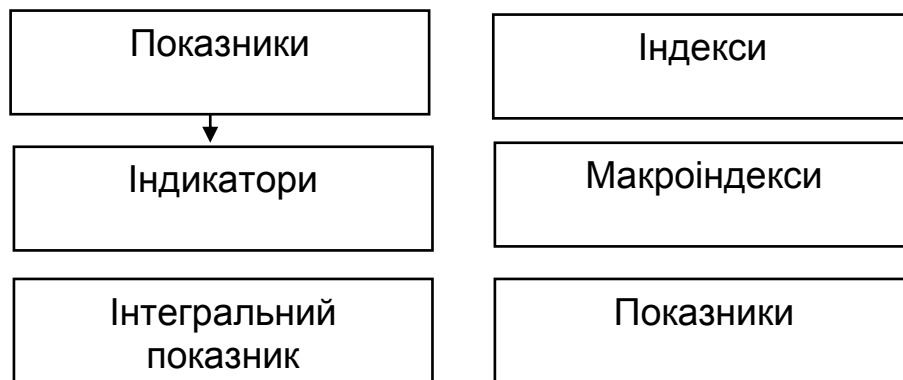 Показники
Індекси
Індикатори
Макроіндекси
Інтегральний
показник
Показники